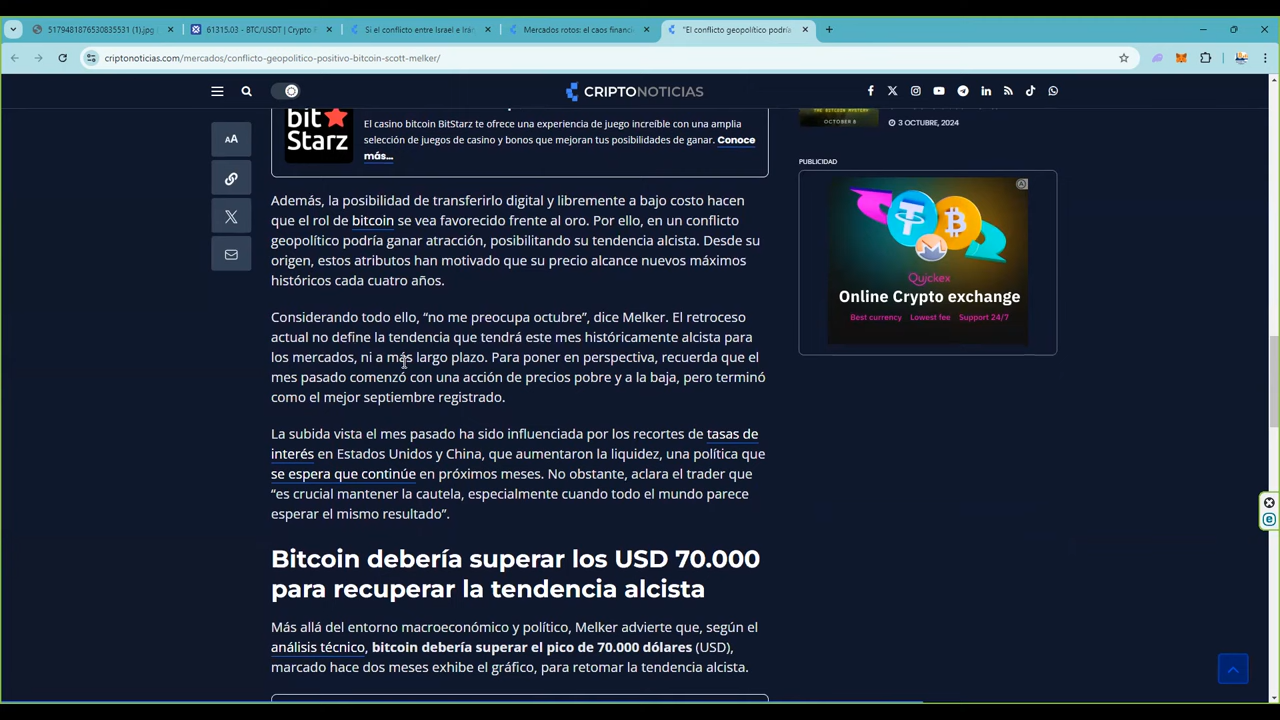 5179481876530835531 (1).jpg
61315.03 - BTC/USDT | Crypto F
Si el conflicto entre Israel e Irá
Mercados rotos: el caos financi
"El conflicto geopolítico podría
criptonoticias.com/mercados/conflicto-geopolitico-positivo-bitcoin-scott-melker/
CRIPTONOTICIAS
bit
Starz
El casino bitcoin BitStarz te ofrece una experiencia de juego increíble con una amplia
selección de juegos de casino y bonos que mejoran tus posibilidades de ganar. Conoce
más...
OCTOBER 8
3 OCTUBRE, 2024
PUBLICIDAD
AA
Además, la posibilidad de transferirlo digital y libremente a bajo costo hacen
que el rol de bitcoin se vea favorecido frente al oro. Por ello, en un conflicto
geopolítico podría ganar atracción, posibilitando su tendencia alcista. Desde su
origen, estos atributos han motivado que su precio alcance nuevos máximos
históricos cada cuatro años.
Quickex
Online Crypto exchange
Best currency Lowest fee Support 24/7
Considerando todo ello, “no me preocupa octubre”, dice Melker. El retroceso
actual no define la tendencia que tendrá este mes históricamente alcista para
los mercados, ni a más largo plazo. Para poner en perspectiva, recuerda que el
mes pasado comenzó con una acción de precios pobre y a la baja, pero terminó
como el mejor septiembre registrado.
La subida vista el mes pasado ha sido influenciada por los recortes de tasas de
interés en Estados Unidos y China, que aumentaron la liquidez, una política que
se espera que continúe en próximos meses. No obstante, aclara el trader que
“es crucial mantener la cautela, especialmente cuando todo el mundo parece
esperar el mismo resultado”.
Bitcoin debería superar los USD 70.000
para recuperar la tendencia alcista
Más allá del entorno macroeconómico y político, Melker advierte que, según el
análisis técnico, bitcoin debería superar el pico de 70.000 dólares (USD),
marcado hace dos meses exhibe el gráfico, para retomar la tendencia alcista.